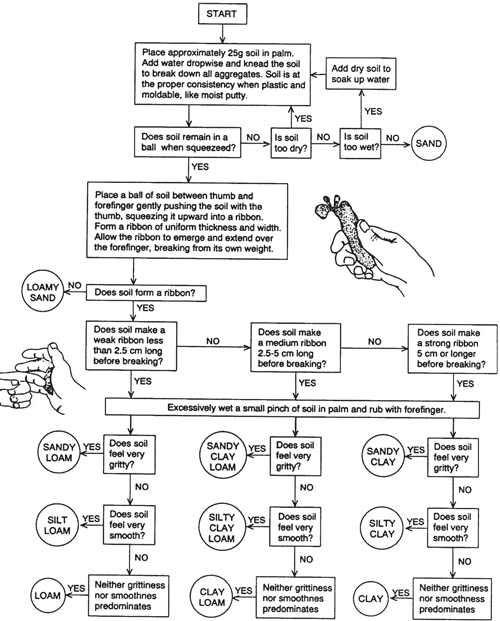 START
Place approximately 25g soil in palm.
Add water dropwise and knead the soil
to break down all aggregates. Soil is at
the proper consistency when plastic and
moldable, like moist putty.
Add dry soil to
soak up water
YES
YES
Does soil remain in a
ball when squeezeed?
NO
Is soil
too dry?
NO
Is soil
too wet?
NO
SAND
YES
Place a ball of soil between thumb and
forefinger gently pushing the soil with the
thumb, squeezing it upward into a ribbon.
Form a ribbon of uniform thickness and width.
Allow the ribbon to emerge and extend over
the forefinger, breaking from its own weight.
LOAMY
SAND
NO
Does soil form a ribbon?
YES
Does soil make a
weak ribbon less
than 2.5 cm long
before breaking?
NO
Does soil make
a medium ribbon
2.5-5 cm long
before breaking?
NO
Does soil make
a strong ribbon
5 cm or longer
before breaking?
YES
YES
YES
Excessively wet a small pinch of soil in palm and rub with forefinger.
SANDY
LOAM
YES
Does soil
feel very
gritty?
SANDY
CLAY
LOAM
YES
Does soil
feel very
gritty?
SANDY
CLAY
YES
Does soil
feel very
gritty?
NO
NO
NO
SILT
LOAM
YES
Does soil
feel very
smooth?
SILTY
CLAY
LOAM
YES
Does soil
feel very
smooth?
SILTY
CLAY
YES
Does soil
feel very
smooth?
NO
NO
NO
LOAM
YES
Neither grittiness
nor smoothness
predominates
CLAY
LOAM
YES
Neither grittiness
nor smoothnes
predominates
CLAY
YES
Neither grittiness
nor smoothnes
predominates